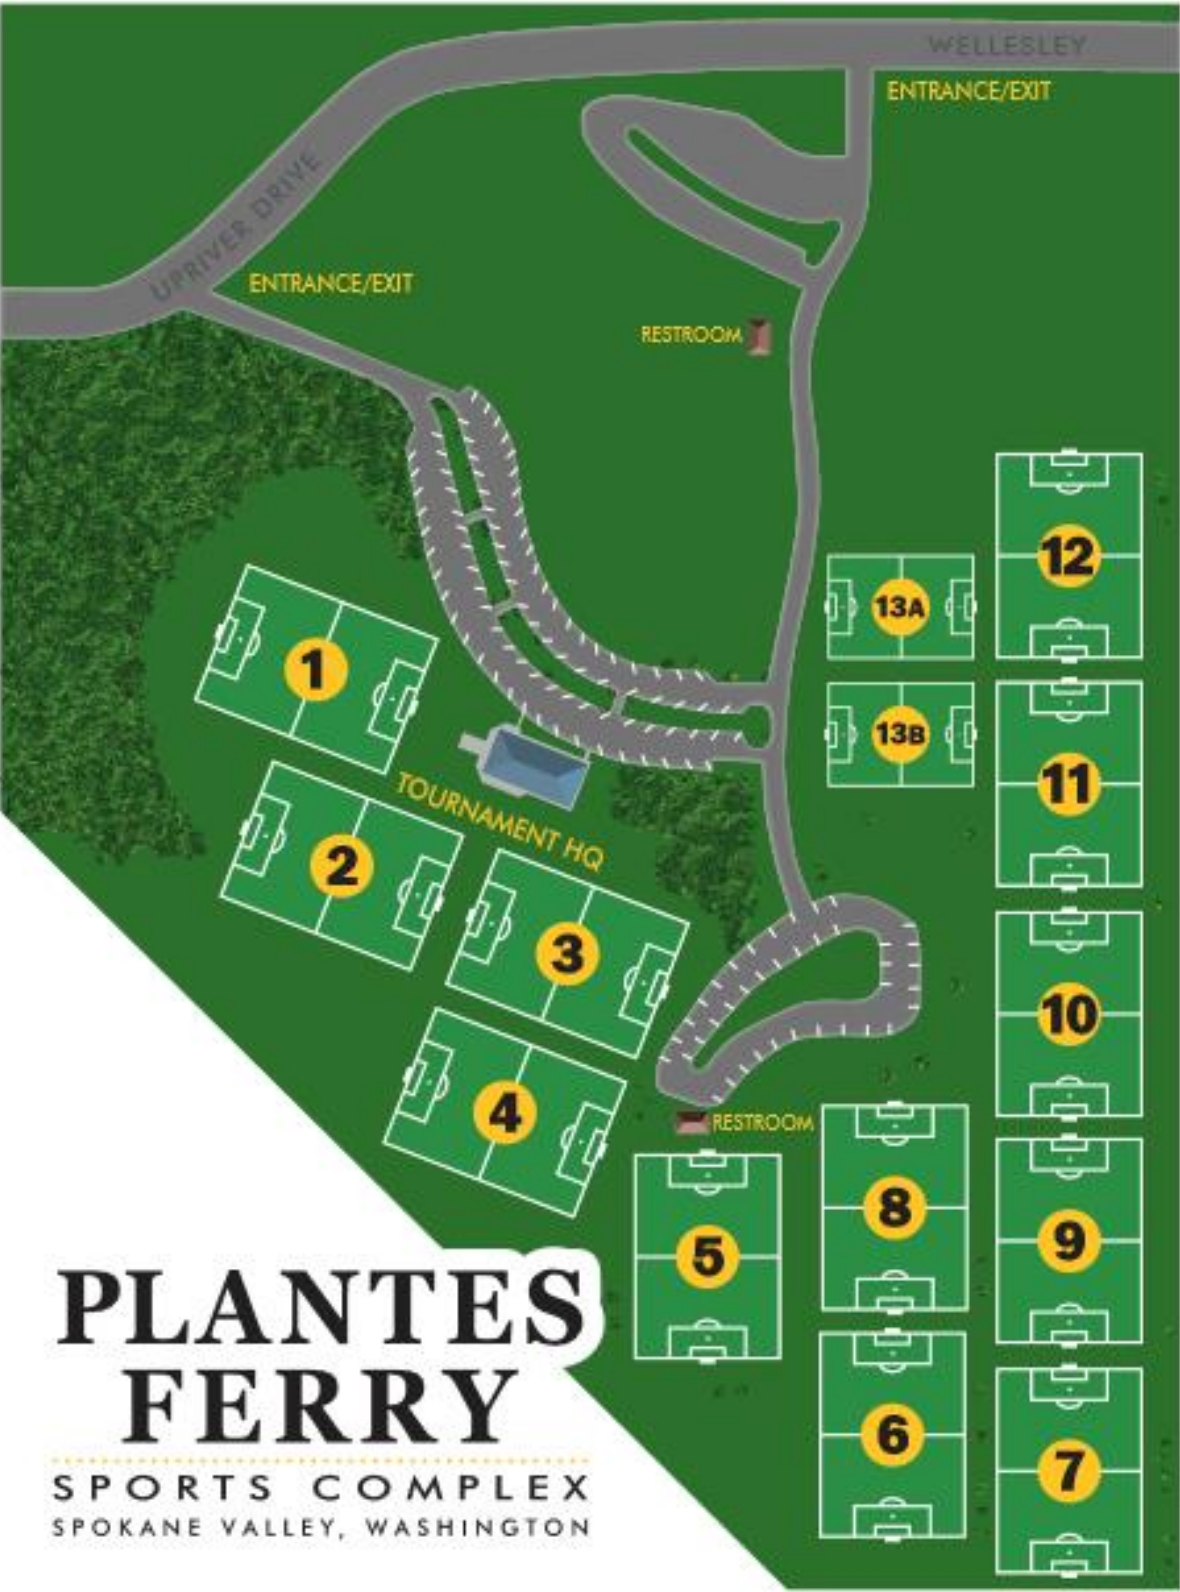 WELLESLEY
ENTRANCE/EXIT
UPRIVER DRIVE
ENTRANCE/EXIT
RESTROOM
12
13A
1
13B
11
TOURNAMENT HQ
2
3
10
4
RESTROOM
8
9
5
6
7
PLANTES
FERRY
SPORTS COMPLEX
SPOKANE VALLEY, WASHINGTON